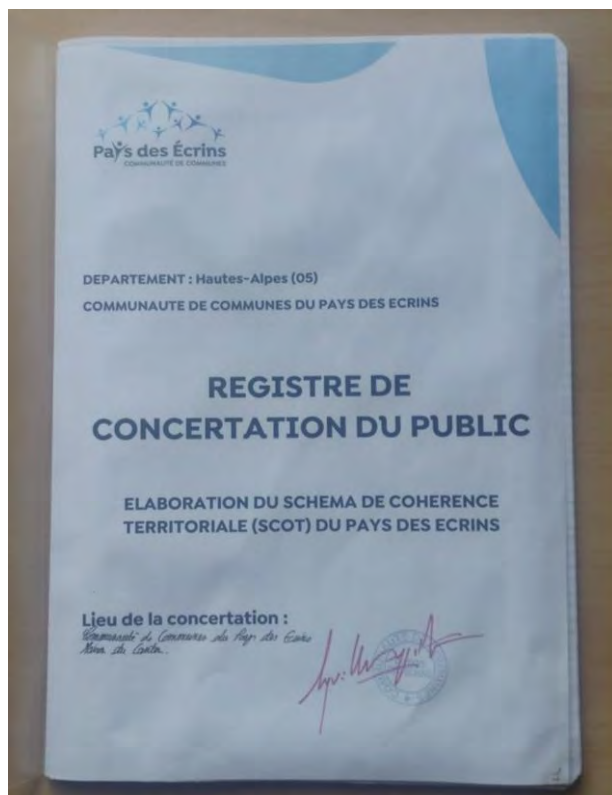 Pays des Écrins
COMMUNAUTÉ DE COMMUNES
DEPARTEMENT : Hautes-Alpes (05)
COMMUNAUTE DE COMMUNES DU PAYS DES ECRINS
REGISTRE DE
CONCERTATION DU PUBLIC
ELABORATION DU SCHEMA DE COHERENCE
TERRITORIALE (SCOT) DU PAYS DES ECRINS
Lieu de la concertation :
Communauté de Communes du Pays des Ecrins
1